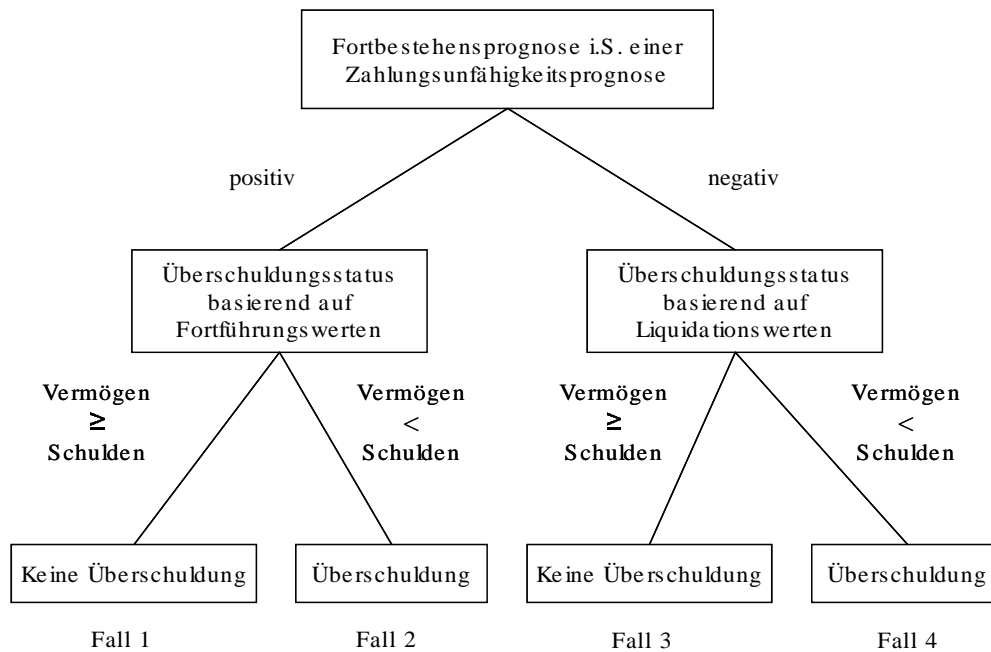 Fortbestehensprognose i.S. einer
Zahlungsunfähigkeitsprognose
positiv
negativ
Überschuldungsstatus
basierend auf
Fortführungswerten
Überschuldungsstatus
basierend auf
Liquidationswerten
Vermögen
≥
Schulden
Vermögen
<
Schulden
Vermögen
≥
Schulden
Vermögen
<
Schulden
Keine Überschuldung
Überschuldung
Keine Überschuldung
Überschuldung
Fall 1
Fall 2
Fall 3
Fall 4